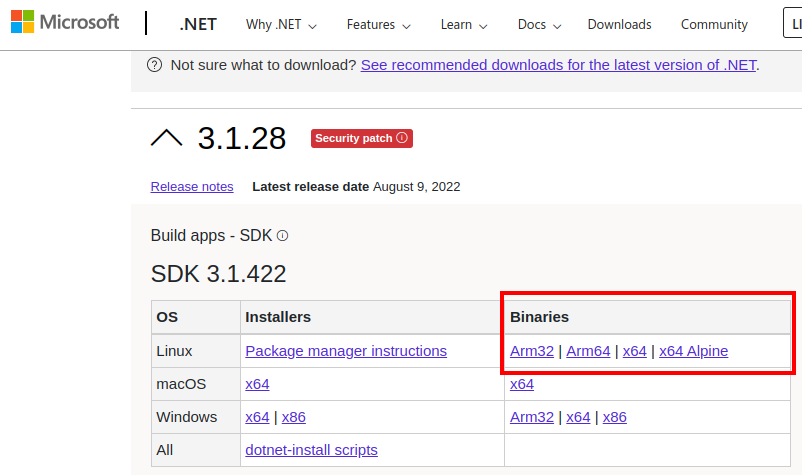 Microsoft .NET Why .NET Features Learn Docs Downloads Community
Not sure what to download? See recommended downloads for the latest version of .NET.
3.1.28 Security patch
Release notes Latest release date August 9, 2022
Build apps - SDK
SDK 3.1.422
OS Installers Binaries
Linux Package manager instructions Arm32 | Arm64 | x64 | x64 Alpine
macOS x64 x64
Windows x64 | x86 Arm32 | x64 | x86
All dotnet-install scripts